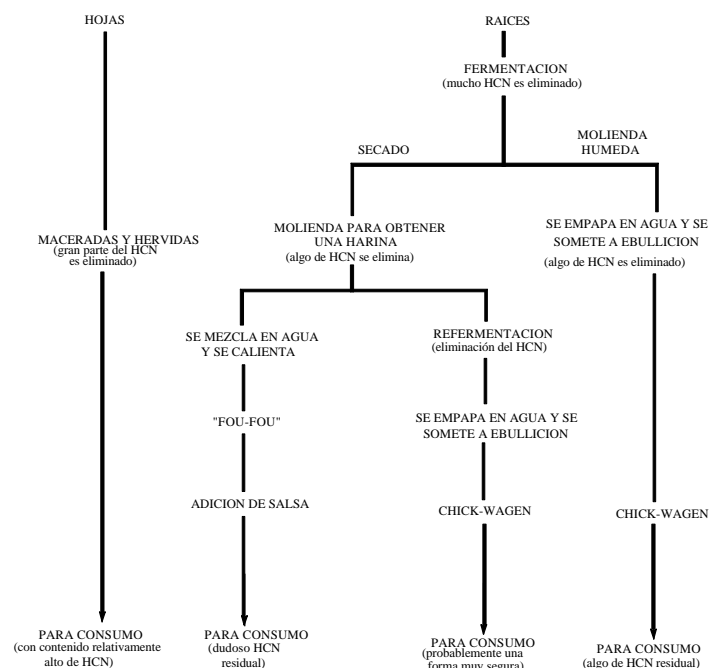 HOJAS
RAICES
FERMENTACION
(mucho HCN es eliminado)
SECADO
MOLIENDA
HUMEDA
MACERADAS Y HERVIDAS
(gran parte del HCN
es eliminado)
MOLIENDA PARA OBTENER
UNA HARINA
(algo de HCN se elimina)
SE EMPAPA EN AGUA Y SE
SOMETE A EBULLICION
(algo de HCN es eliminado)
SE MEZCLA EN AGUA
Y SE CALIENTA
REFERMENTACION
(eliminación del HCN)
"FOU-FOU"
SE EMPAPA EN AGUA Y SE
SOMETE A EBULLICION
ADICION DE SALSA
CHICK-WAGEN
CHICK-WAGEN
PARA CONSUMO
(con contenido relativamente
alto de HCN)
PARA CONSUMO
(dudoso HCN
residual)
PARA CONSUMO
(probablemente una
forma muy segura)
PARA CONSUMO
(algo de HCN residual)